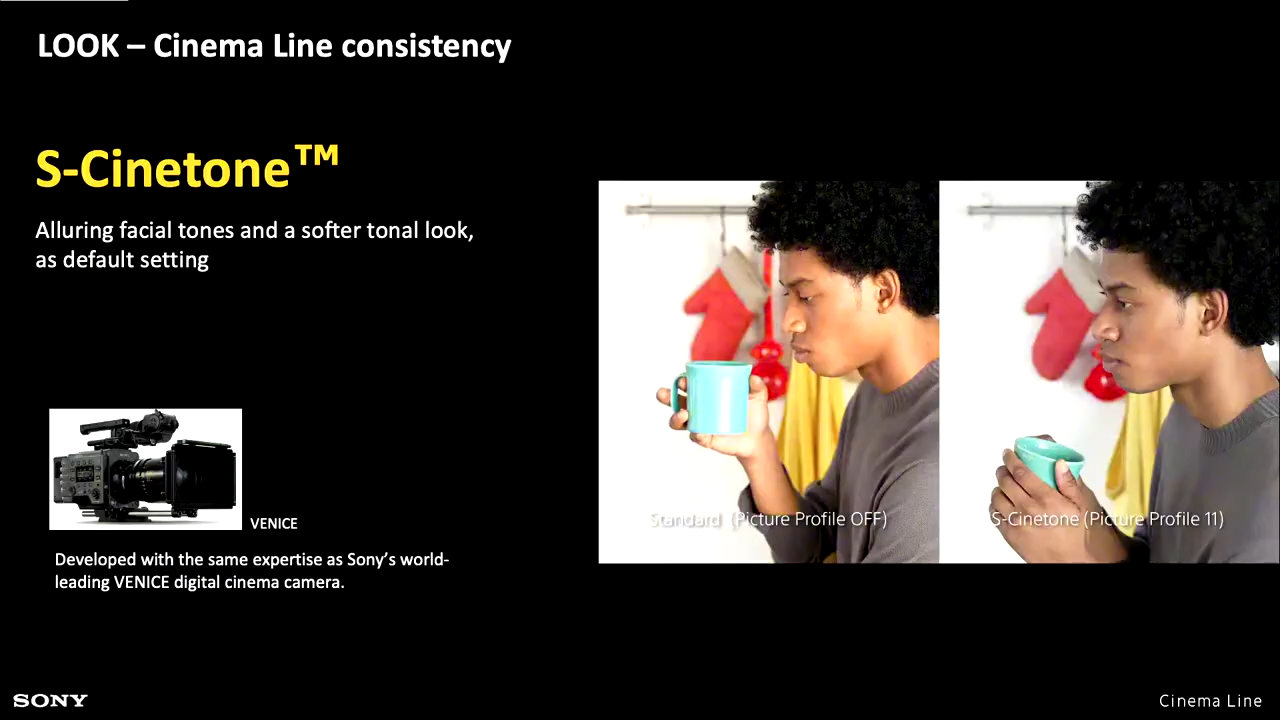 LOOK – Cinema Line consistency
S-Cinetone™
Alluring facial tones and a softer tonal look,
as default setting
Standard (Picture Profile OFF)
S-Cinetone (Picture Profile 11)
VENICE
Developed with the same expertise as Sony’s world-
leading VENICE digital cinema camera.
SONY
Cinema Line